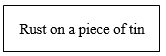 Rust on a piece of tin